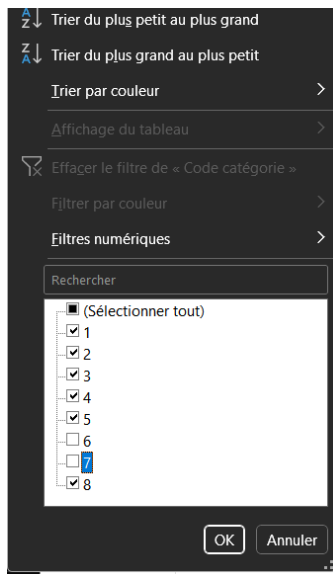 Trier du plus petit au plus grand
Trier du plus grand au plus petit
Trier par couleur
Affichage du tableau
Effacer le filtre de « Code catégorie »
Filtrer par couleur
Filtres numériques
Rechercher
(Sélectionner tout)
1
2
3
4
5
6
7
8
OK Annuler